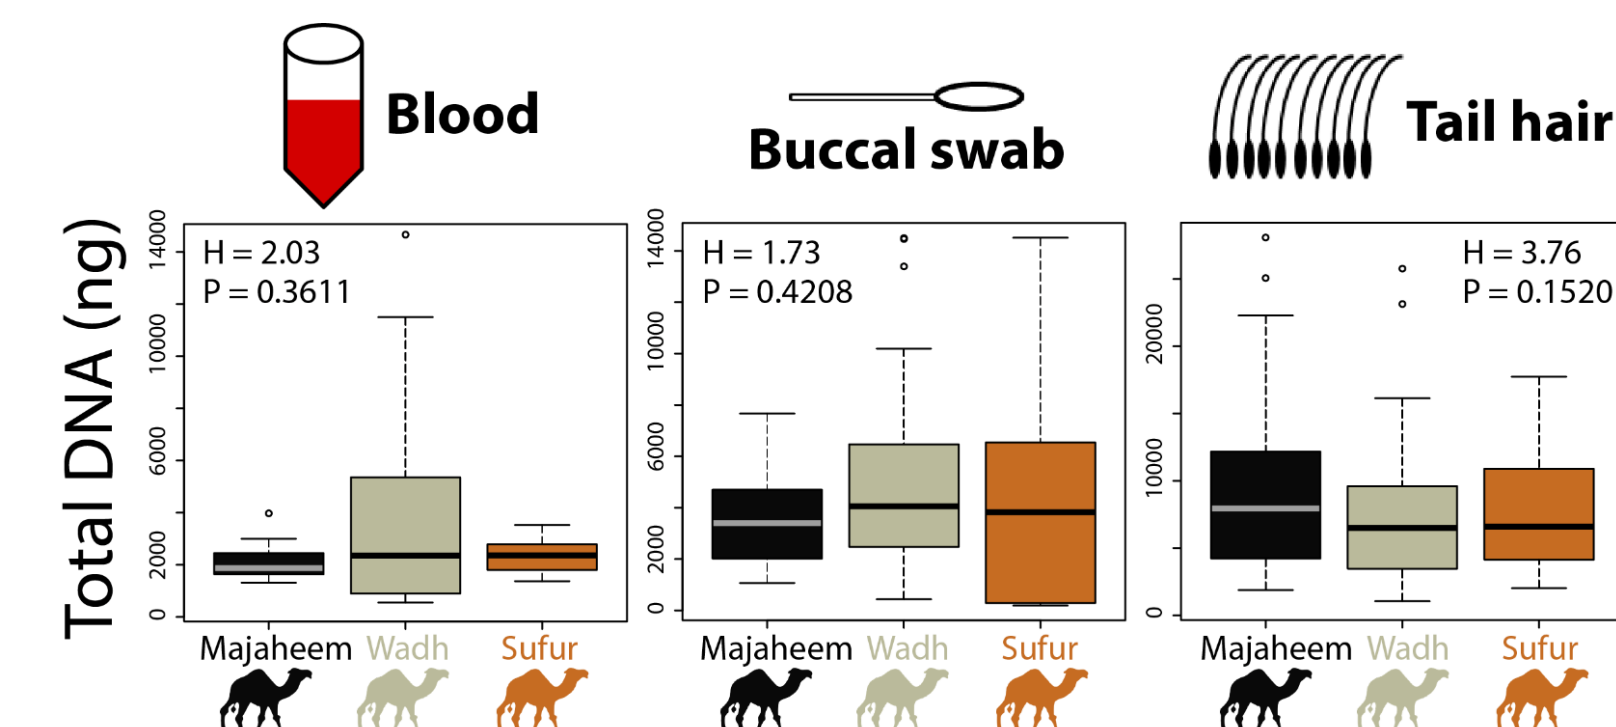 Blood
Buccal swab
Tail hair
Total DNA (ng)
14000
10000
6000
2000
0
H = 2.03
P = 0.3611
Majaheem Wadh Sufur
14000
10000
6000
2000
0
H = 1.73
P = 0.4208
Majaheem Wadh Sufur
20000
10000
0
H = 3.76
P = 0.1520
Majaheem Wadh Sufur